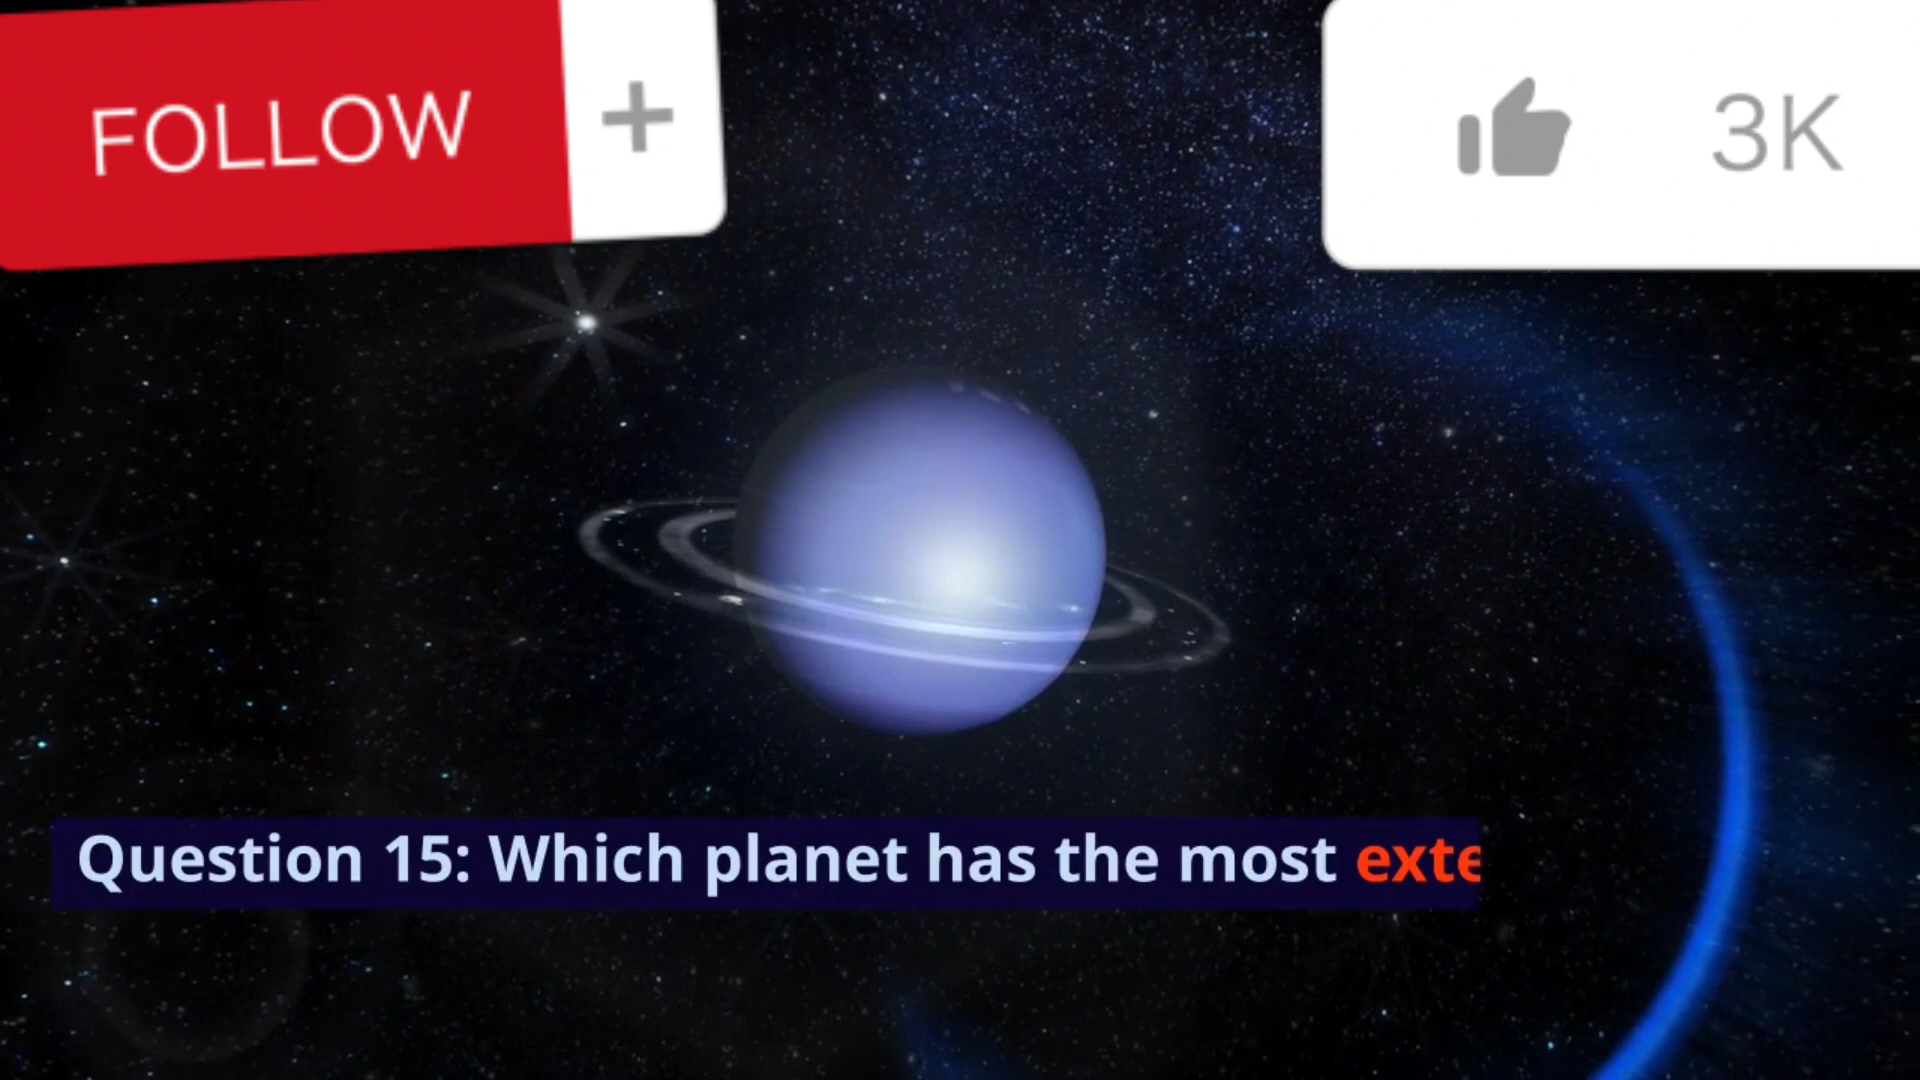 FOLLOW +
3K
Question 15: Which planet has the most exte